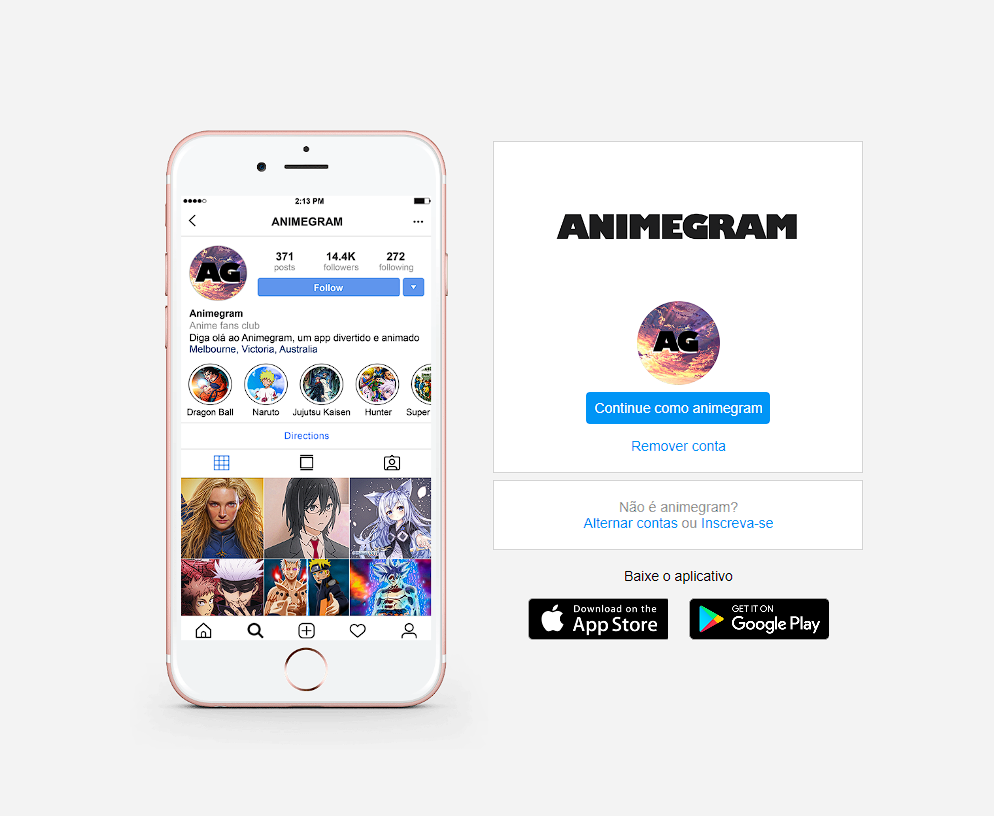 2:13 PM
ANIMEGRAM
AG
371 14.4K 272
posts followers following
Follow
Animegram
Anime fans club
Diga olá ao Animegram, um app divertido e animado
Melbourne, Victoria, Australia
Dragon Ball Naruto Jujutsu Kaisen Hunter Super
Directions
ANIMEGRAM
AG
Continue como animegram
Remover conta
Não é animegram?
Alternar contas ou Inscreva-se
Baixe o aplicativo
Download on the
App Store
GET IT ON
Google Play